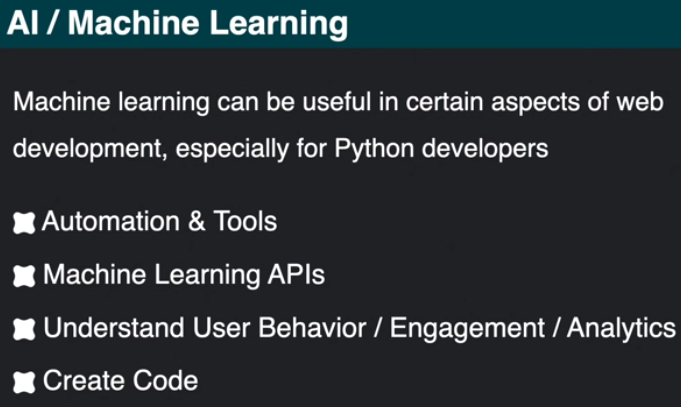 AI / Machine Learning
Machine learning can be useful in certain aspects of web
development, especially for Python developers
Automation & Tools
Machine Learning APIs
Understand User Behavior / Engagement / Analytics
Create Code